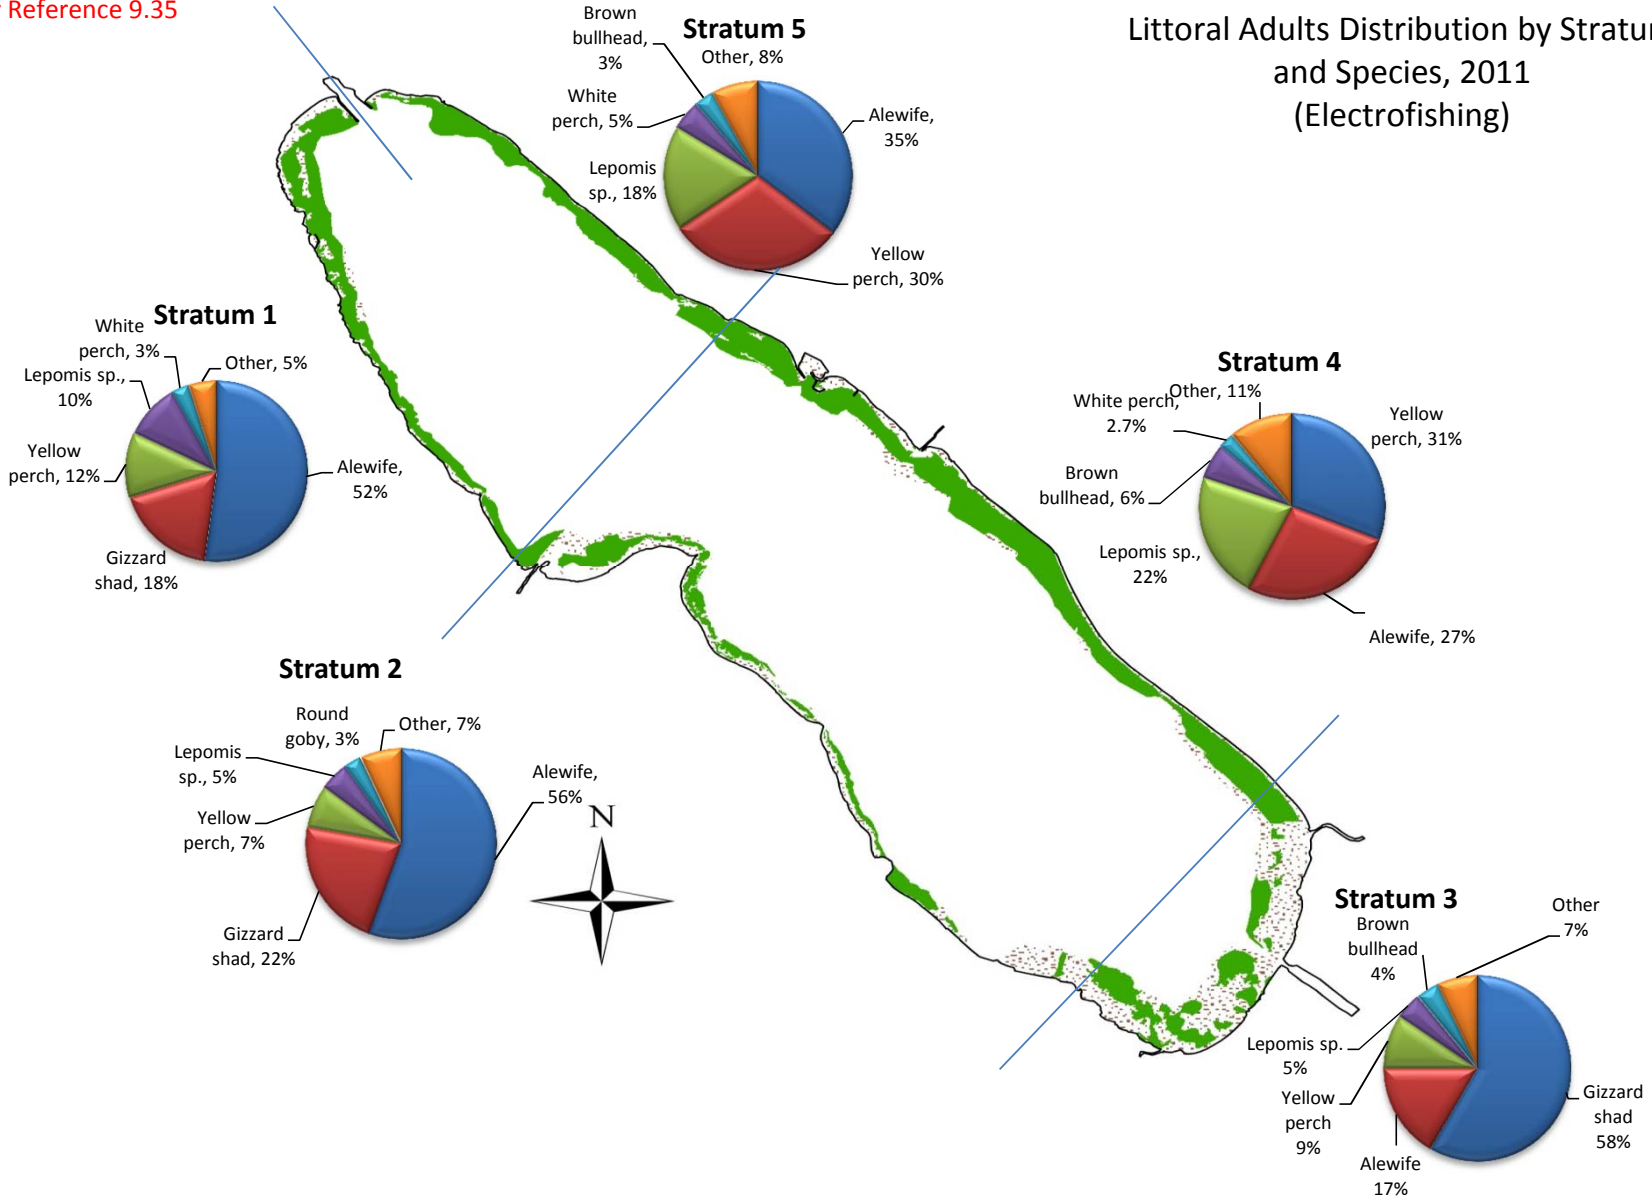 Reference 9.35
Littoral Adults Distribution by Stratu
and Species, 2011
(Electrofishing)
Stratum 5
Brown
bullhead,
3%
Other, 8%
White
perch, 5%
Alewife,
35%
Lepomis
sp., 18%
Yellow
perch, 30%
Stratum 1
White
perch, 3%
Other, 5%
Lepomis sp.,
10%
Yellow
perch, 12%
Alewife,
52%
Gizzard
shad, 18%
Stratum 4
Other, 11%
White perch,
2.7%
Yellow
perch, 31%
Brown
bullhead, 6%
Lepomis sp.,
22%
Alewife, 27%
Stratum 2
Round
goby, 3%
Other, 7%
Lepomis
sp., 5%
Alewife,
56%
Yellow
perch, 7%
Gizzard
shad, 22%
N
Stratum 3
Brown
bullhead
4%
Other
7%
Lepomis sp.
5%
Yellow
perch
9%
Gizzard
shad
58%
Alewife
17%